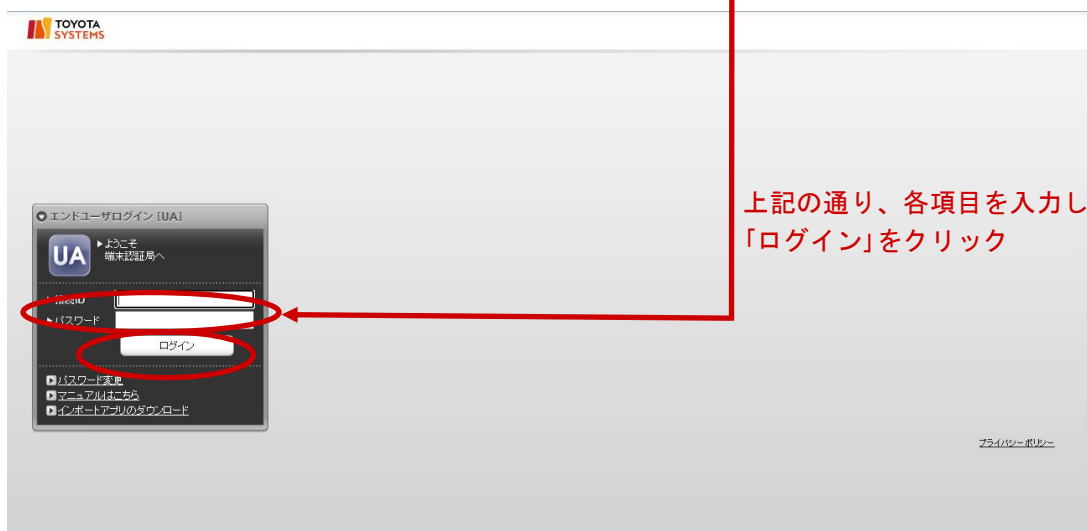 TOYOTA
SYSTEMS
上記の通り、各項目を入力し
「ログイン」をクリック
エンドユーザログイン [UA]
UA
ようこそ
端末認証局へ
接続ID
パスワード
ログイン
パスワード変更
マニュアルはこちら
インポートアプリのダウンロード
プライバシーポリシー